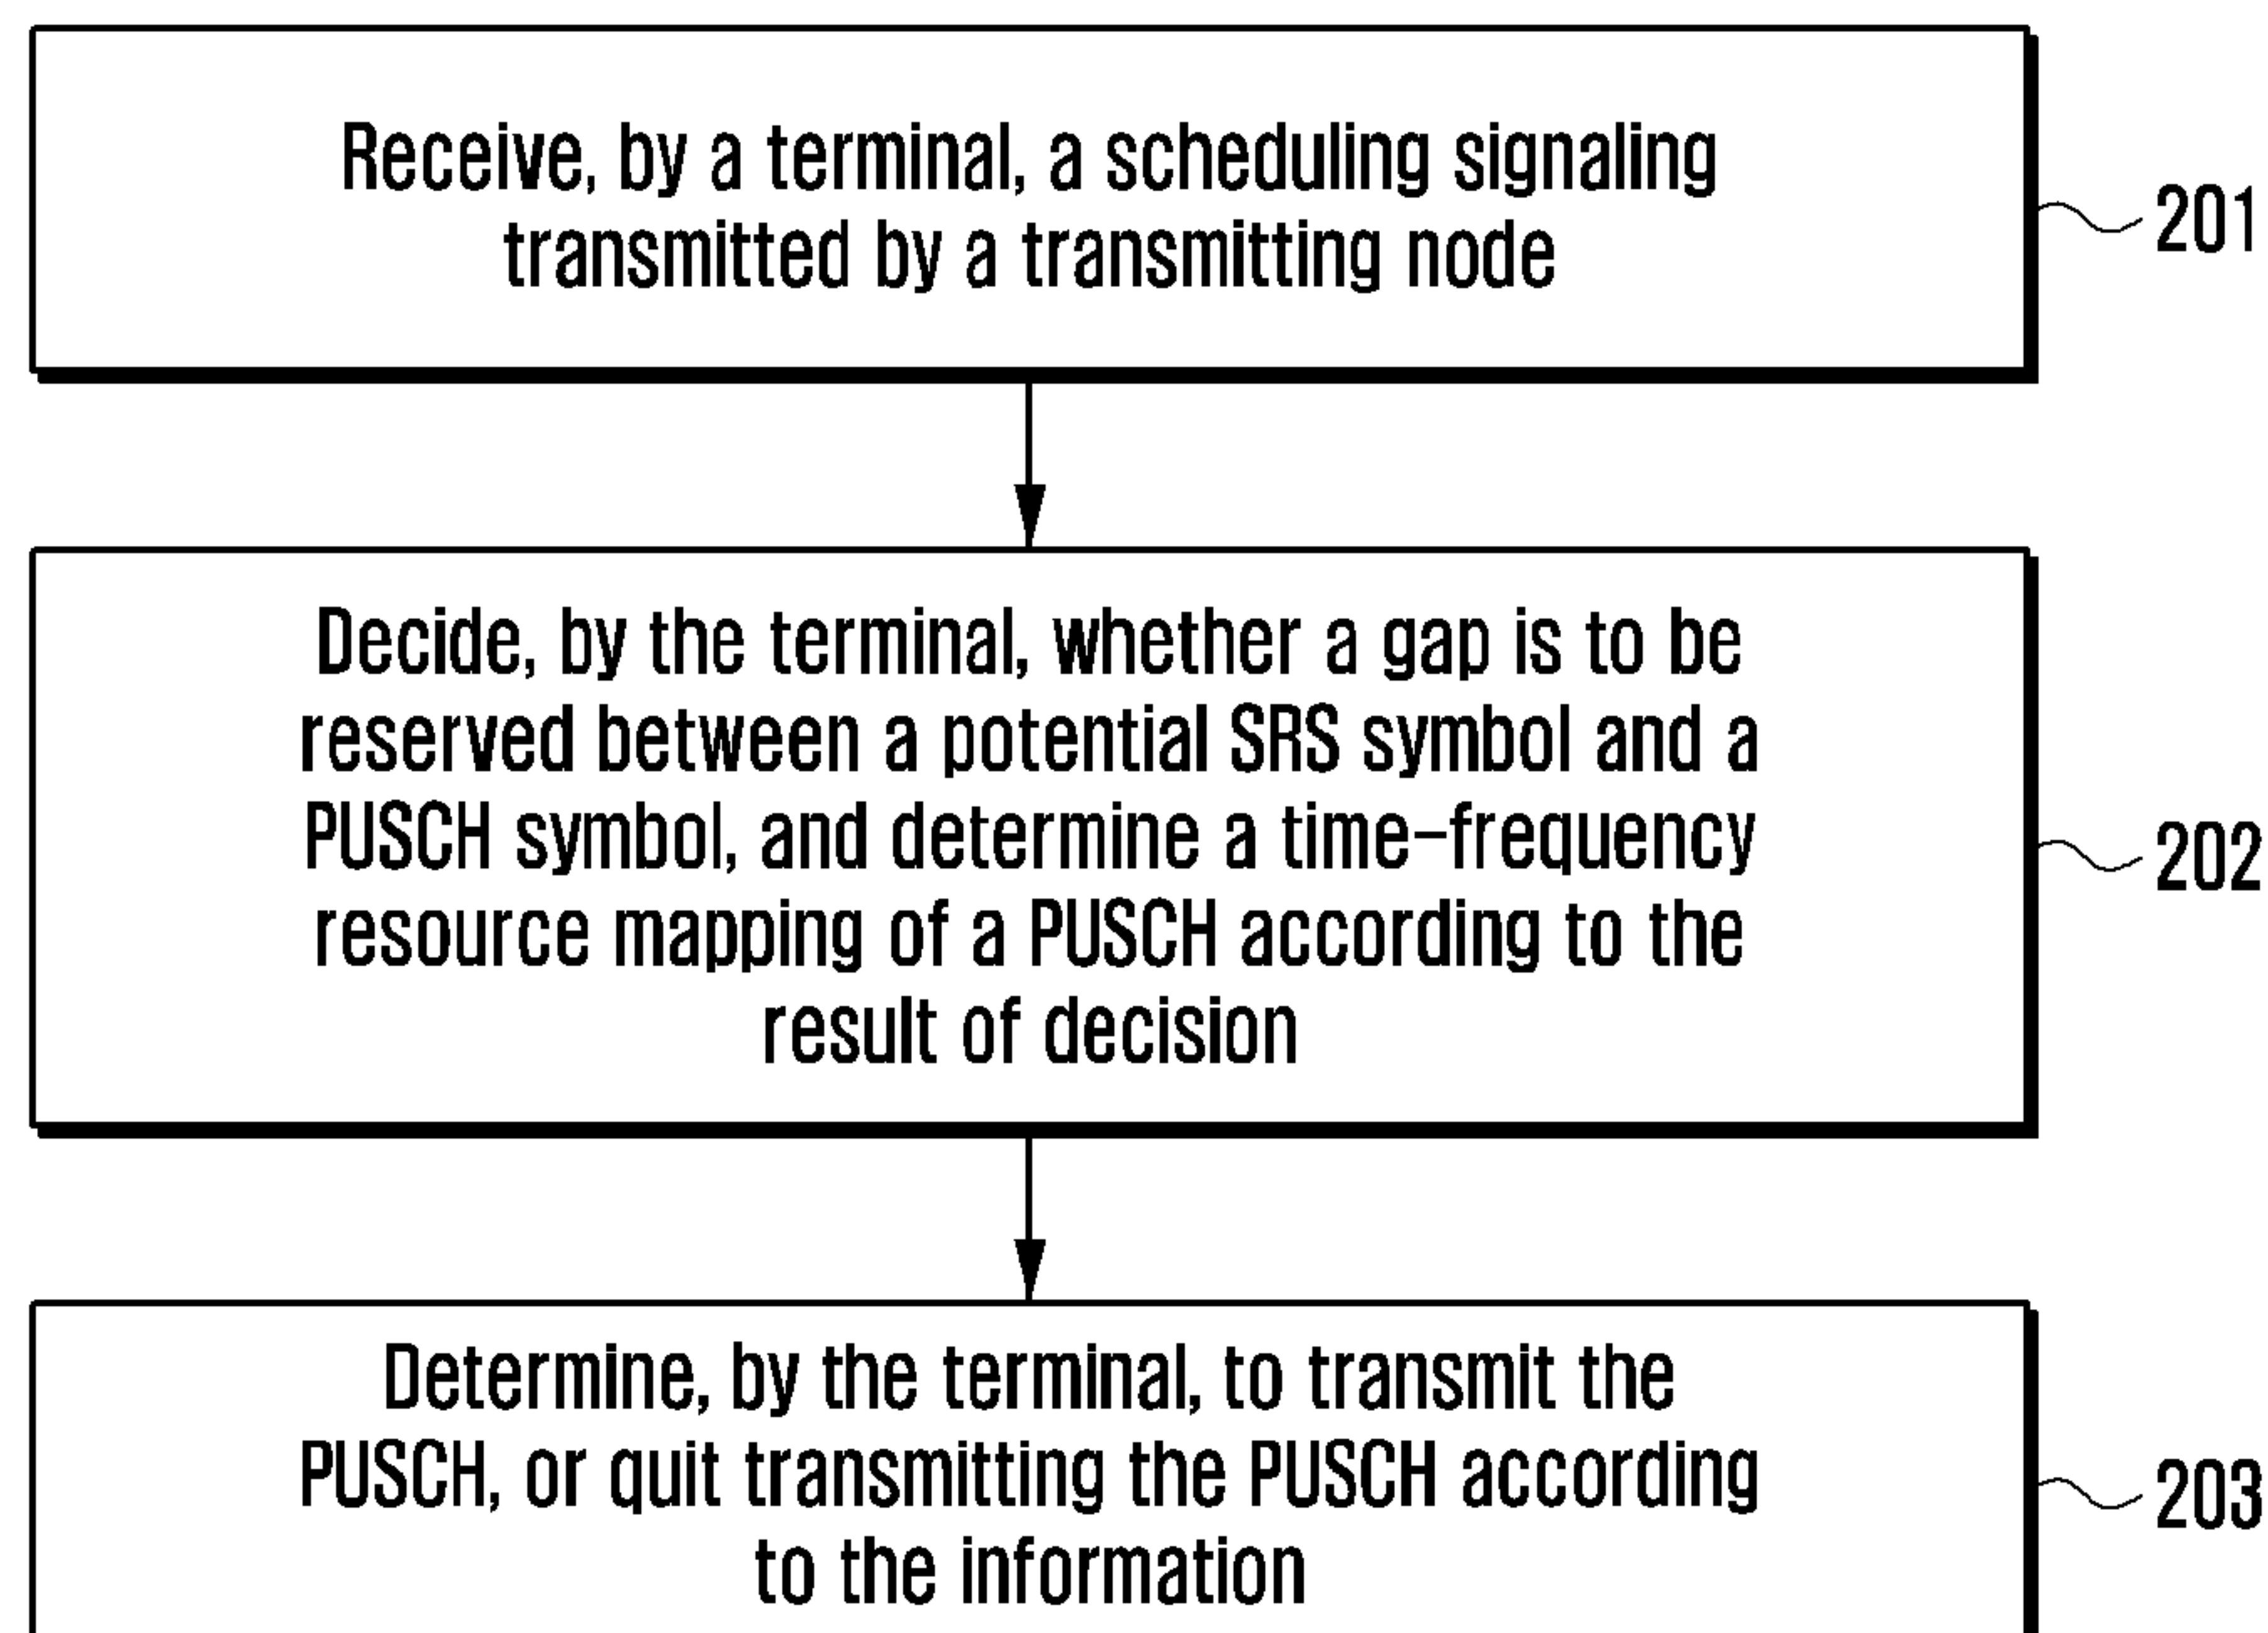 Receive, by a terminal, a scheduling signaling
transmitted by a transmitting node
201
Decide, by the terminal, whether a gap is to be
reserved between a potential SRS symbol and a
PUSCH symbol, and determine a time-frequency
resource mapping of a PUSCH according to the
result of decision
202
Determine, by the terminal, to transmit the
PUSCH, or quit transmitting the PUSCH according
to the information
203